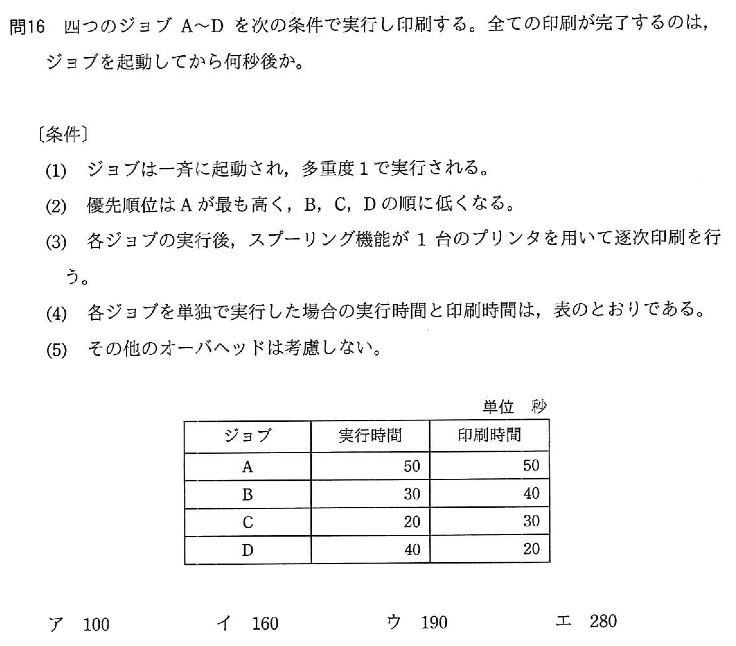 問16 四つのジョブ A～D を次の条件で実行し印刷する。全ての印刷が完了するのは，
ジョブを起動してから何秒後か。
〔条件〕
(1) ジョブは一斉に起動され，多重度1で実行される。
(2) 優先順位は A が最も高く，B，C，D の順に低くなる。
(3) 各ジョブの実行後，スプーリング機能が 1 台のプリンタを用いて逐次印刷を行
う。
(4) 各ジョブを単独で実行した場合の実行時間と印刷時間は，表のとおりである。
(5) その他のオーバヘッドは考慮しない。
単位 秒
ジョブ 実行時間 印刷時間
A 50 50
B 30 40
C 20 30
D 40 20
ア 100 イ 160 ウ 190 エ 280